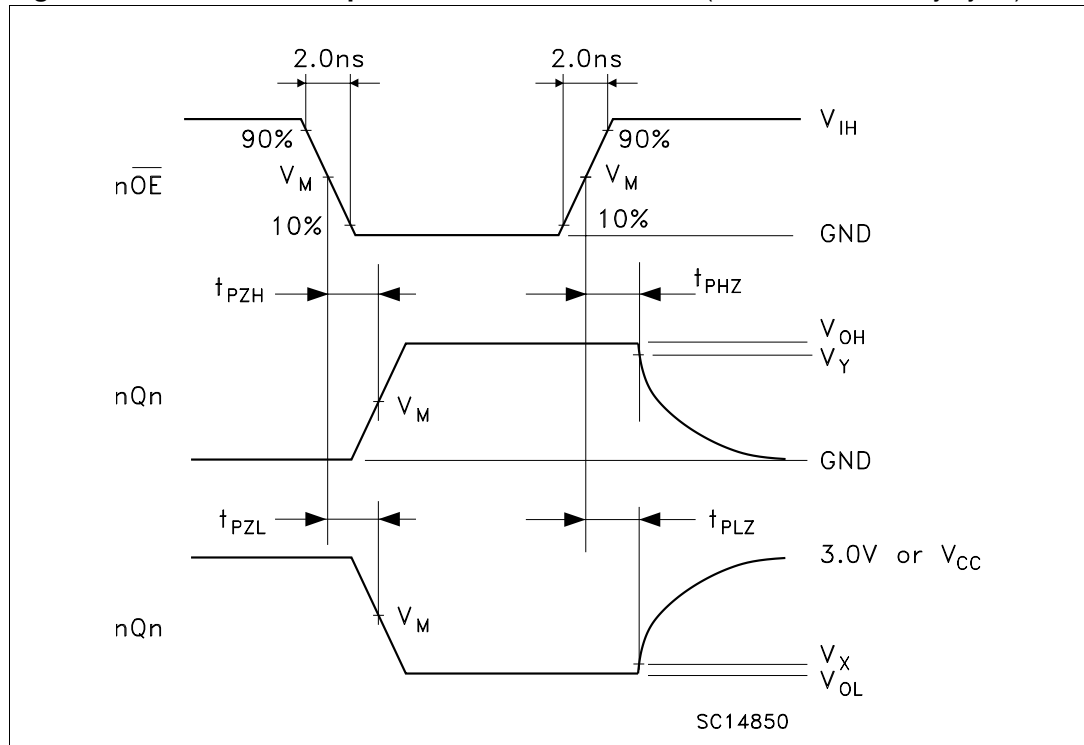 2.0ns 2.0ns
V_IH
90% 90%
nOE V_M V_M
10% 10%
GND
t_PZH t_PHZ
V_OH
V_Y
nQn V_M
GND
t_PZL t_PLZ
3.0V or V_CC
V_M
nQn
V_X
V_OL
SC14850